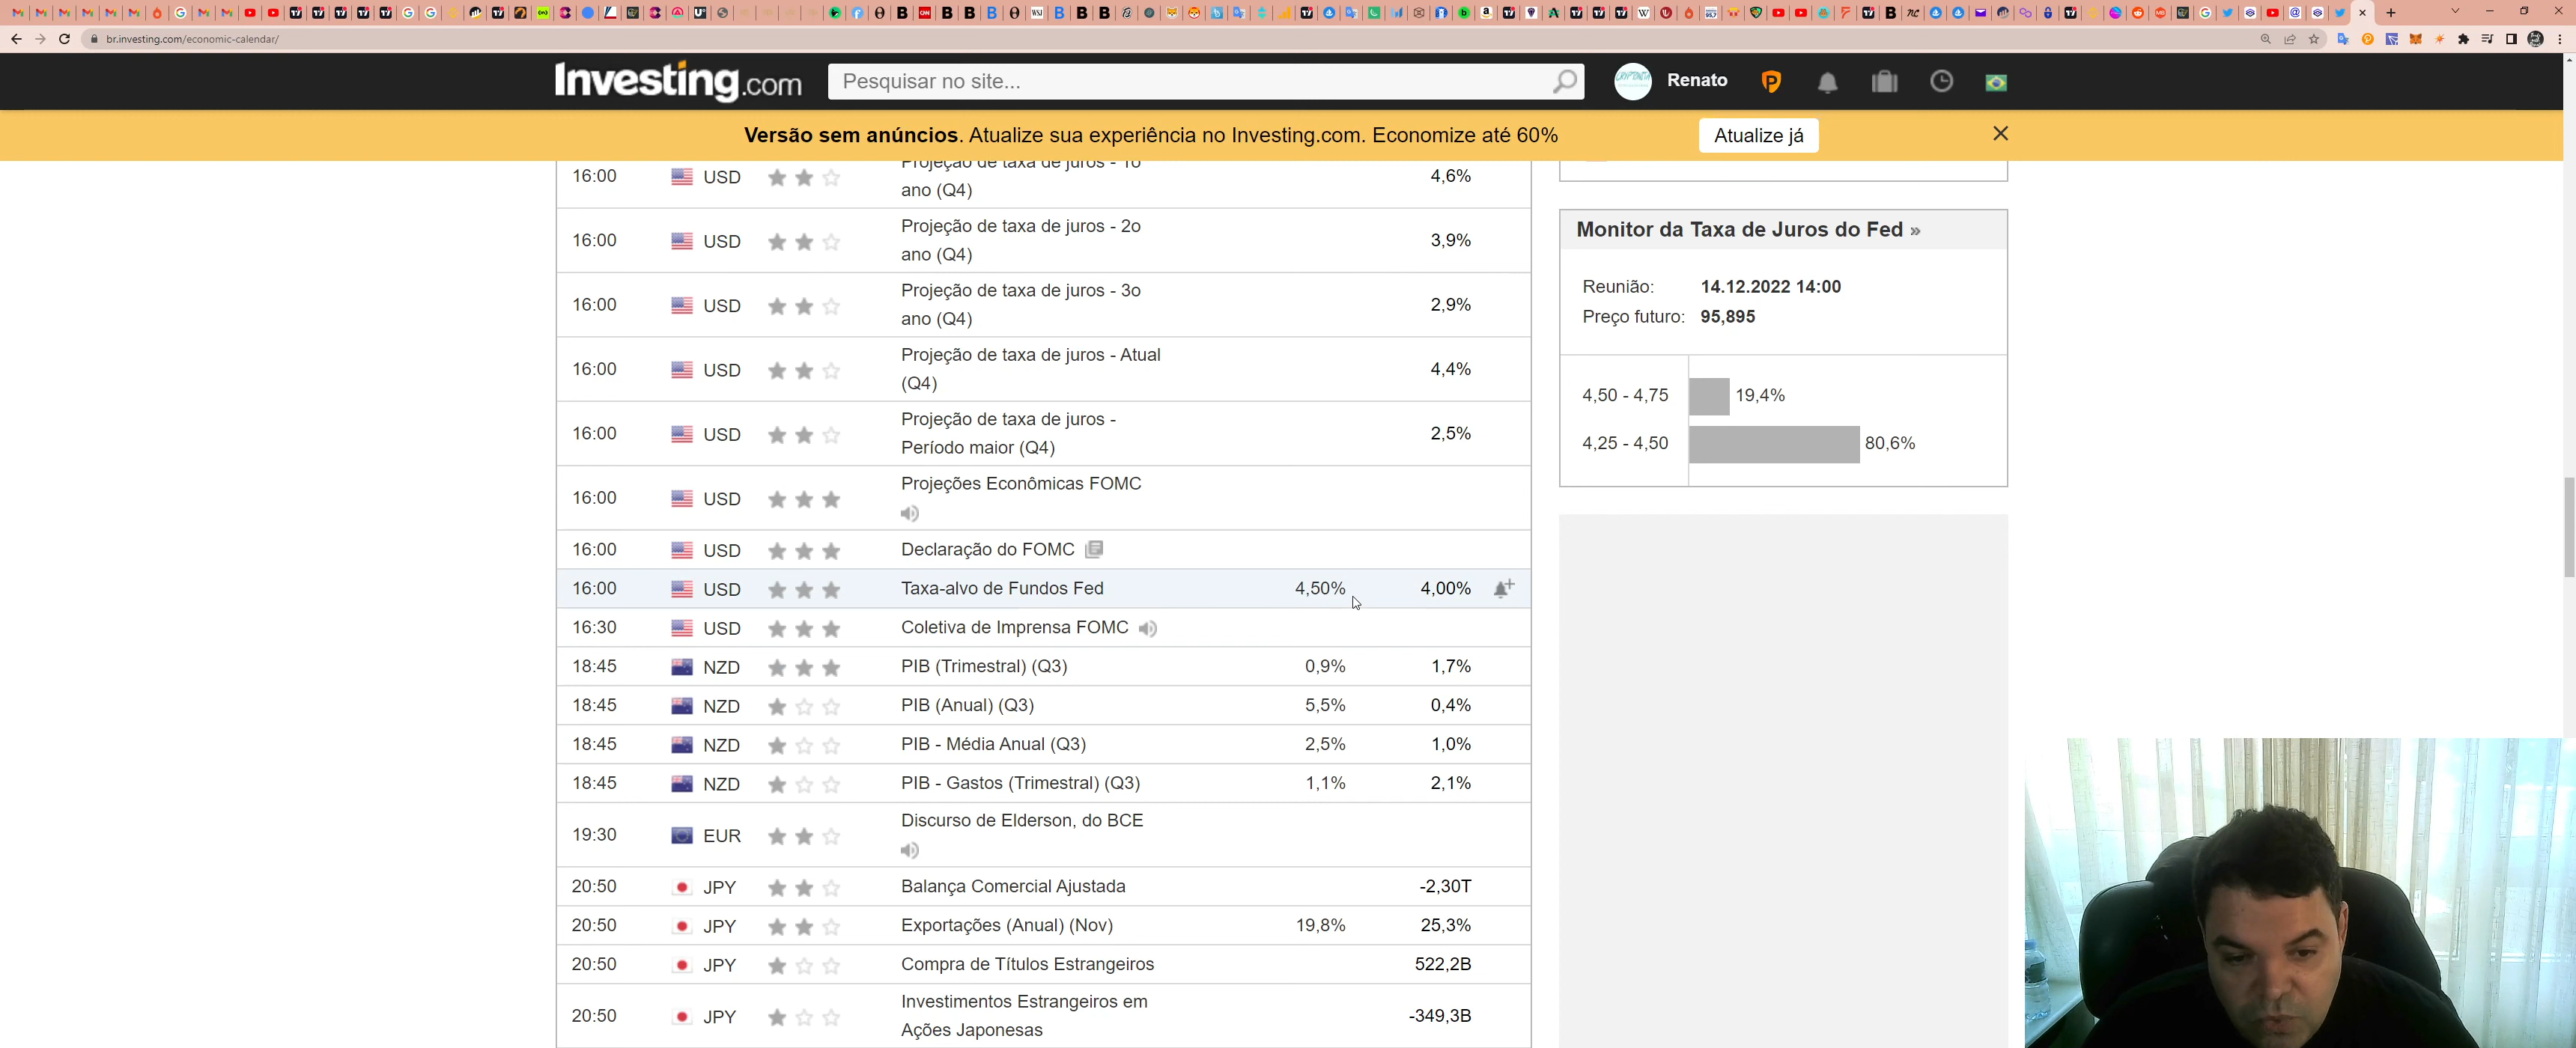 br.investing.com/economic-calendar/
Investing.com
Pesquisar no site...
Renato
Versão sem anúncios. Atualize sua experiência no Investing.com. Economize até 60%
Atualize já
16:00 USD Projeção de taxa de juros - 1o
ano (Q4) 4,6%
16:00 USD Projeção de taxa de juros - 2o
ano (Q4) 3,9%
16:00 USD Projeção de taxa de juros - 3o
ano (Q4) 2,9%
16:00 USD Projeção de taxa de juros - Atual
(Q4) 4,4%
16:00 USD Projeção de taxa de juros -
Período maior (Q4) 2,5%
16:00 USD Projeções Econômicas FOMC
16:00 USD Declaração do FOMC
16:00 USD Taxa-alvo de Fundos Fed 4,50% 4,00%
16:30 USD Coletiva de Imprensa FOMC
18:45 NZD PIB (Trimestral) (Q3) 0,9% 1,7%
18:45 NZD PIB (Anual) (Q3) 5,5% 0,4%
18:45 NZD PIB - Média Anual (Q3) 2,5% 1,0%
18:45 NZD PIB - Gastos (Trimestral) (Q3) 1,1% 2,1%
19:30 EUR Discurso de Elderson, do BCE
20:50 JPY Balança Comercial Ajustada -2,30T
20:50 JPY Exportações (Anual) (Nov) 19,8% 25,3%
20:50 JPY Compra de Títulos Estrangeiros 522,2B
20:50 JPY Investimentos Estrangeiros em
Ações Japonesas -349,3B
Monitor da Taxa de Juros do Fed »
Reunião: 14.12.2022 14:00
Preço futuro: 95,895
4,50 - 4,75 19,4%
4,25 - 4,50 80,6%